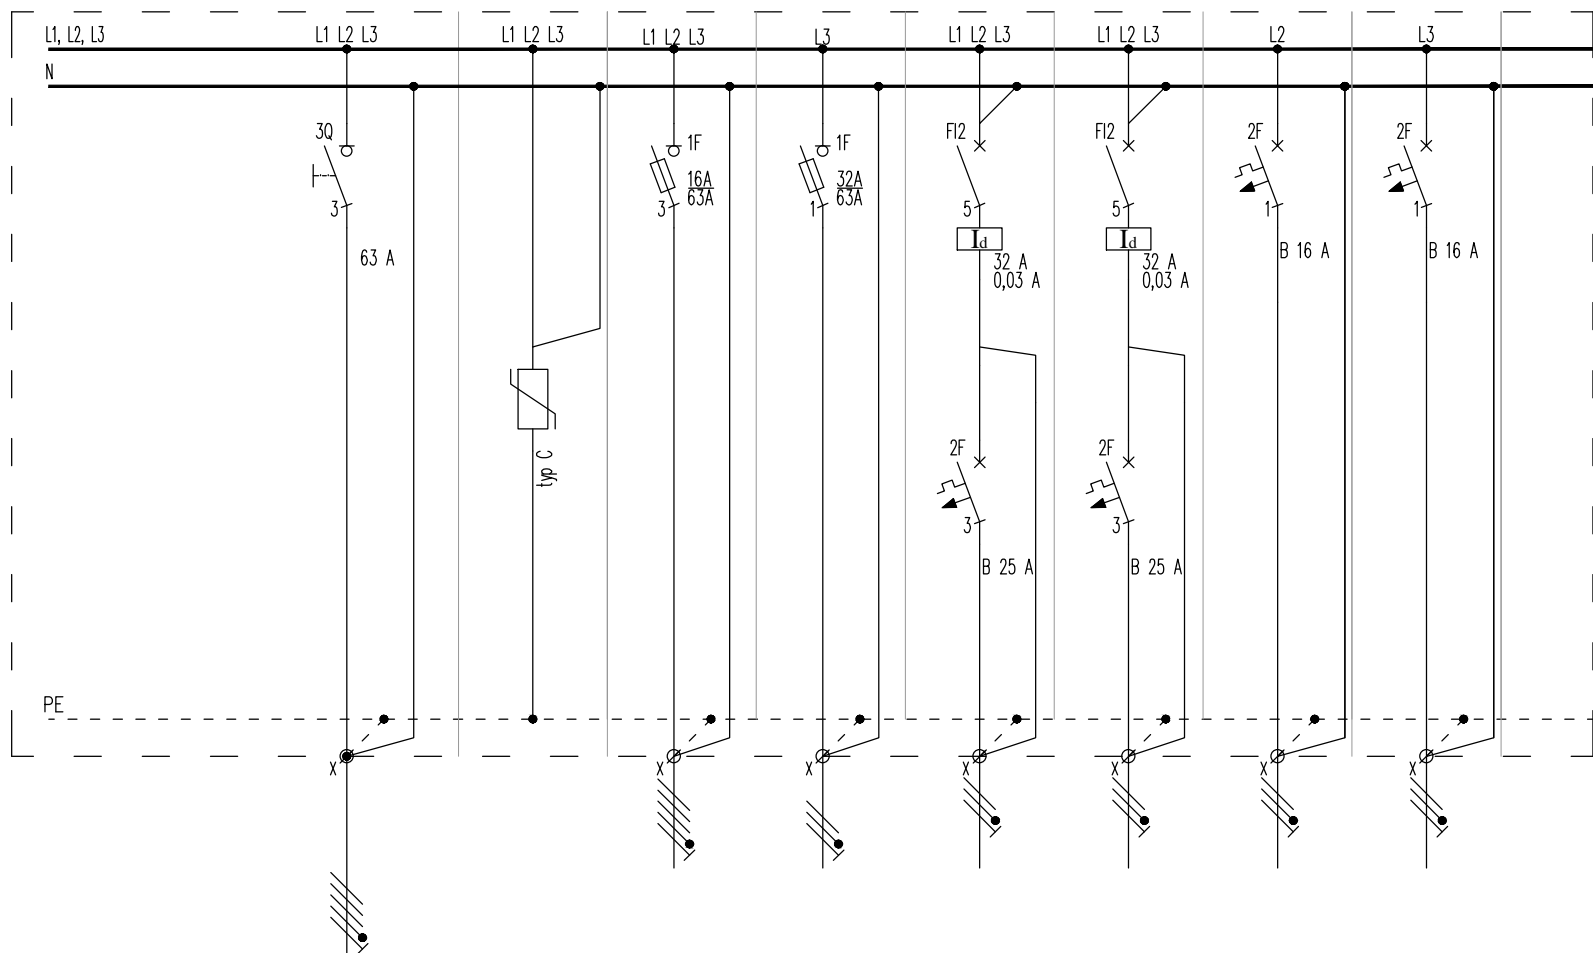 L1, L2, L3
L1 L2 L3
L1 L2 L3
L1 L2 L3
L3
L1 L2 L3
L1 L2 L3
L2
L3
N
3Q
3
63 A
typ C
1F
16A
63A
3
1F
32A
63A
1
FI2
5
Id
32 A
0,03 A
2F
3
B 25 A
FI2
5
Id
32 A
0,03 A
2F
3
B 25 A
2F
1
B 16 A
2F
1
B 16 A
PE
X
X
X
X
X
X
X